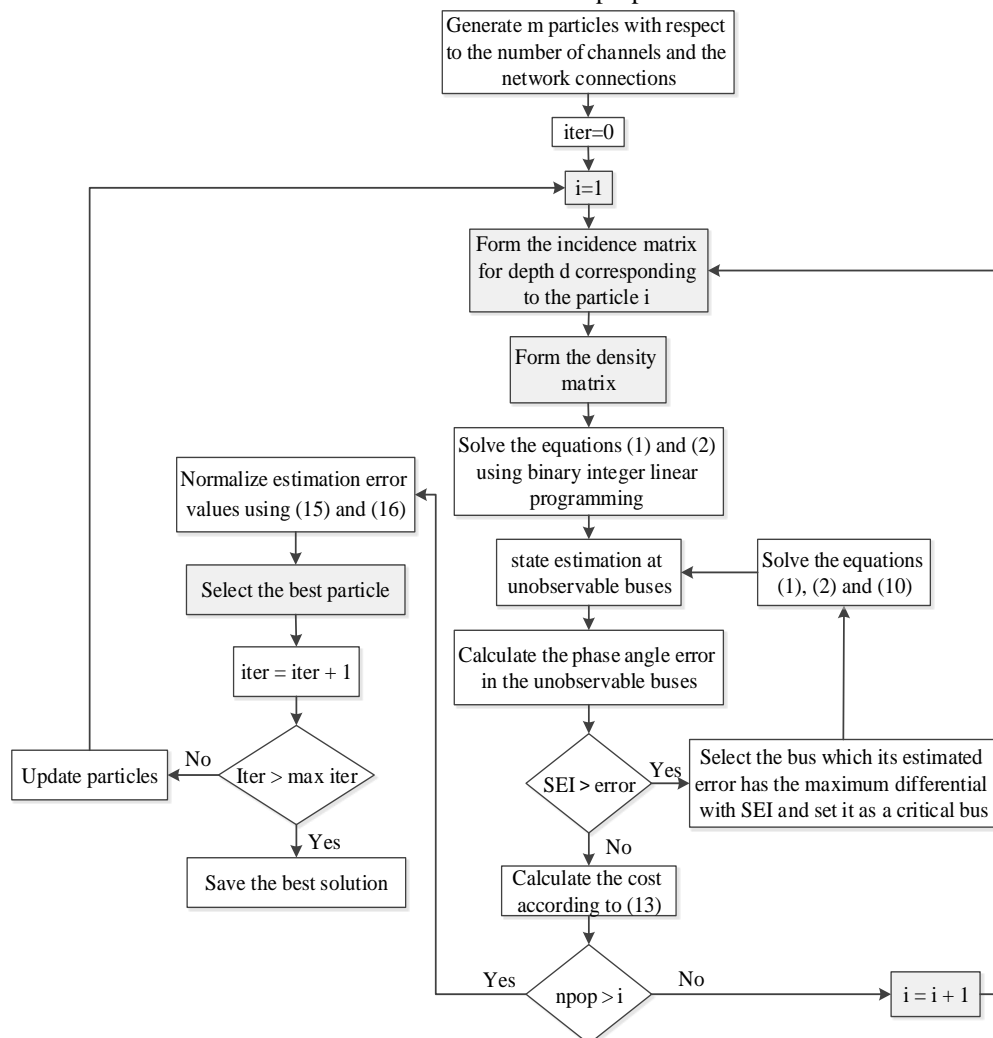 Generate m particles with respect
to the number of channels and the
network connections
iter=0
i=1
Form the incidence matrix
for depth d corresponding
to the particle i
Form the density
matrix
Solve the equations (1) and (2)
using binary integer linear
programming
Normalize estimation error
values using (15) and (16)
state estimation at
unobservable buses
Solve the equations
(1), (2) and (10)
Select the best particle
Calculate the phase angle error
in the unobservable buses
iter = iter + 1
Update particles
No
Iter > max iter
Yes
Save the best solution
SEI > error
Yes
Select the bus which its estimated
error has the maximum differential
with SEI and set it as a critical bus
No
Calculate the cost
according to (13)
Yes
npop > i
No
i = i + 1